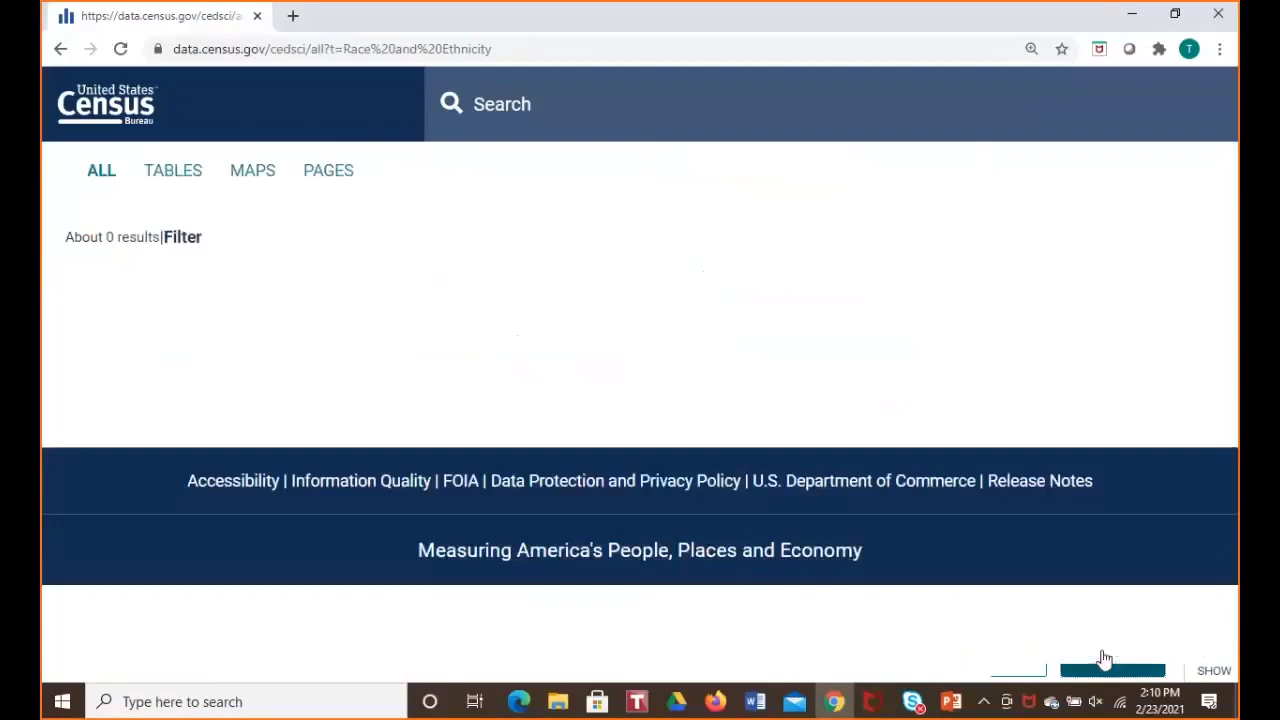 https://data.census.gov/cedsci/a
data.census.gov/cedsci/all?t=Race%20and%20Ethnicity
T
United States
Census
Bureau
Search
ALL TABLES MAPS PAGES
About 0 results|Filter
Accessibility | Information Quality | FOIA | Data Protection and Privacy Policy | U.S. Department of Commerce | Release Notes
Measuring America's People, Places and Economy
SHOW
Type here to search
2:10 PM
2/23/2021